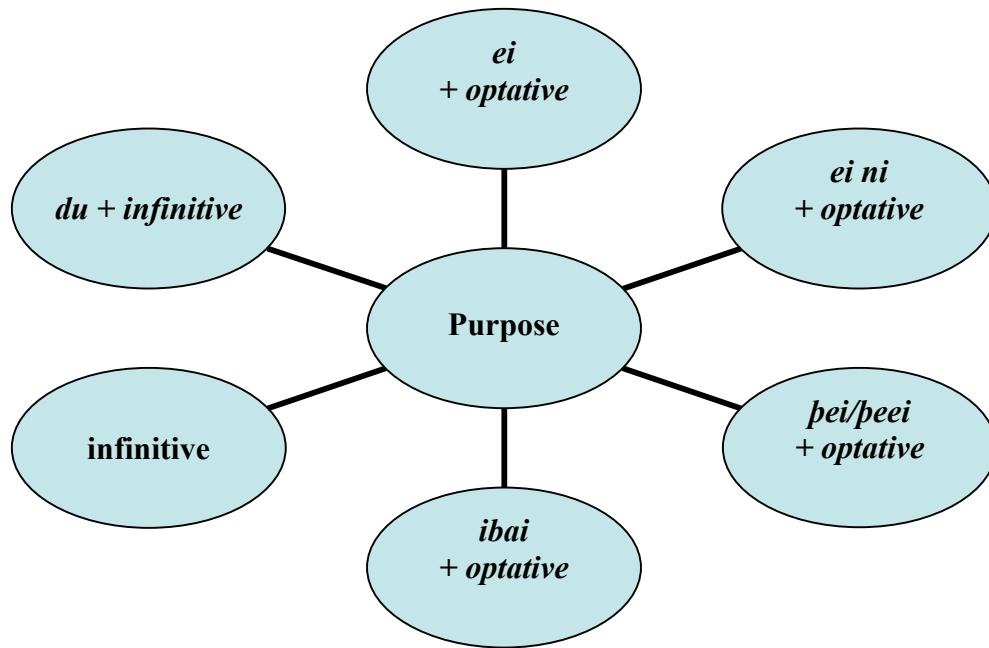 ei
+ optative
du + infinitive
ei ni
+ optative
Purpose
infinitive
þei/þeei
+ optative
ibai
+ optative